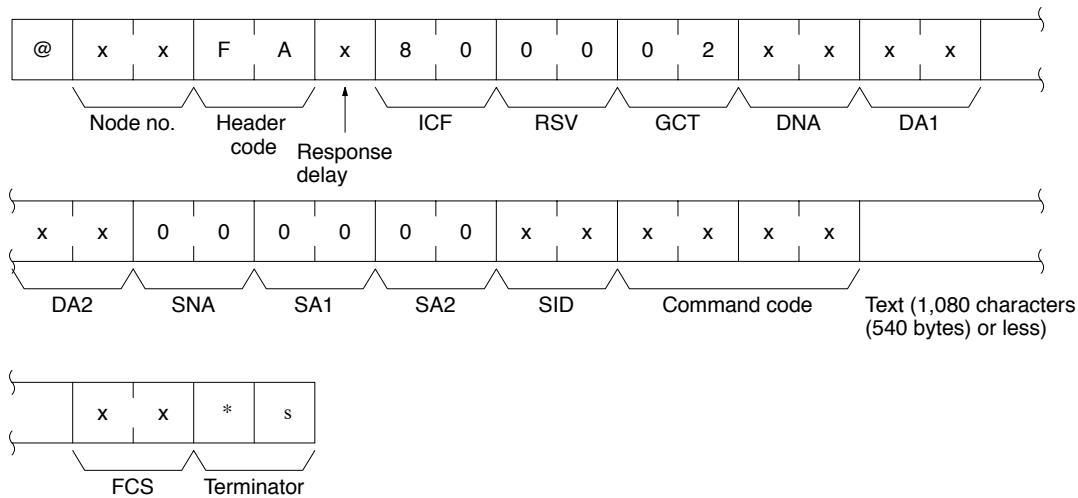 @ x x F A x 8 0 0 0 0 2 x x x x
Node no. Header code Response delay ICF RSV GCT DNA DA1
x x 0 0 0 0 0 0 x x x x x x
DA2 SNA SA1 SA2 SID Command code Text (1,080 characters
(540 bytes) or less)
x x * s
FCS Terminator